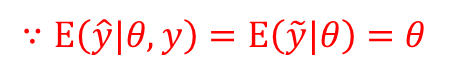 ∵ E(ŷ|θ, y) = E(ỹ|θ) = θ